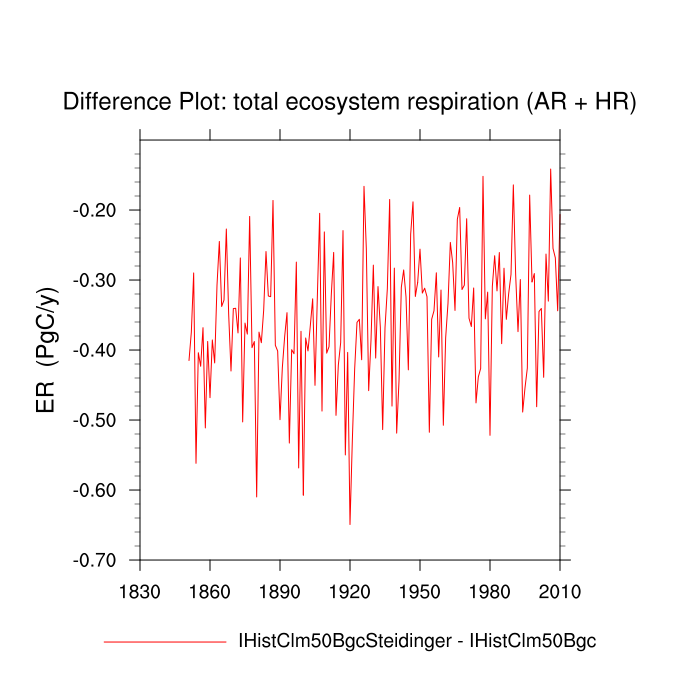 Difference Plot: total ecosystem respiration (AR + HR)
ER (PgC/y)
-0.20
-0.30
-0.40
-0.50
-0.60
-0.70
1830 1860 1890 1920 1950 1980 2010
IHistClm50BgcSteidinger - IHistClm50Bgc